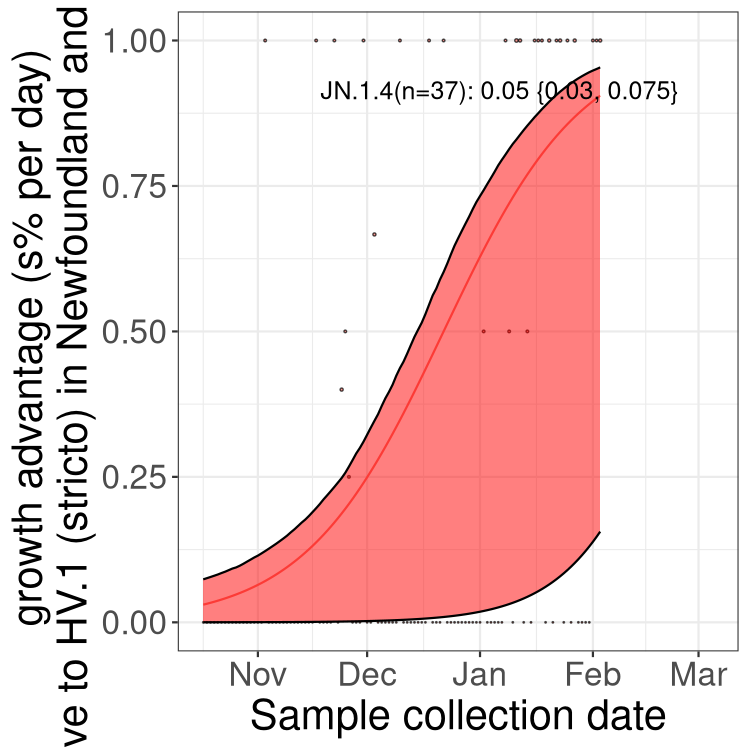 growth advantage (s% per day)
ve to HV.1 (stricto) in Newfoundland and
1.00
0.75
0.50
0.25
0.00
JN.1.4(n=37): 0.05 {0.03, 0.075}
Nov Dec Jan Feb Mar
Sample collection date